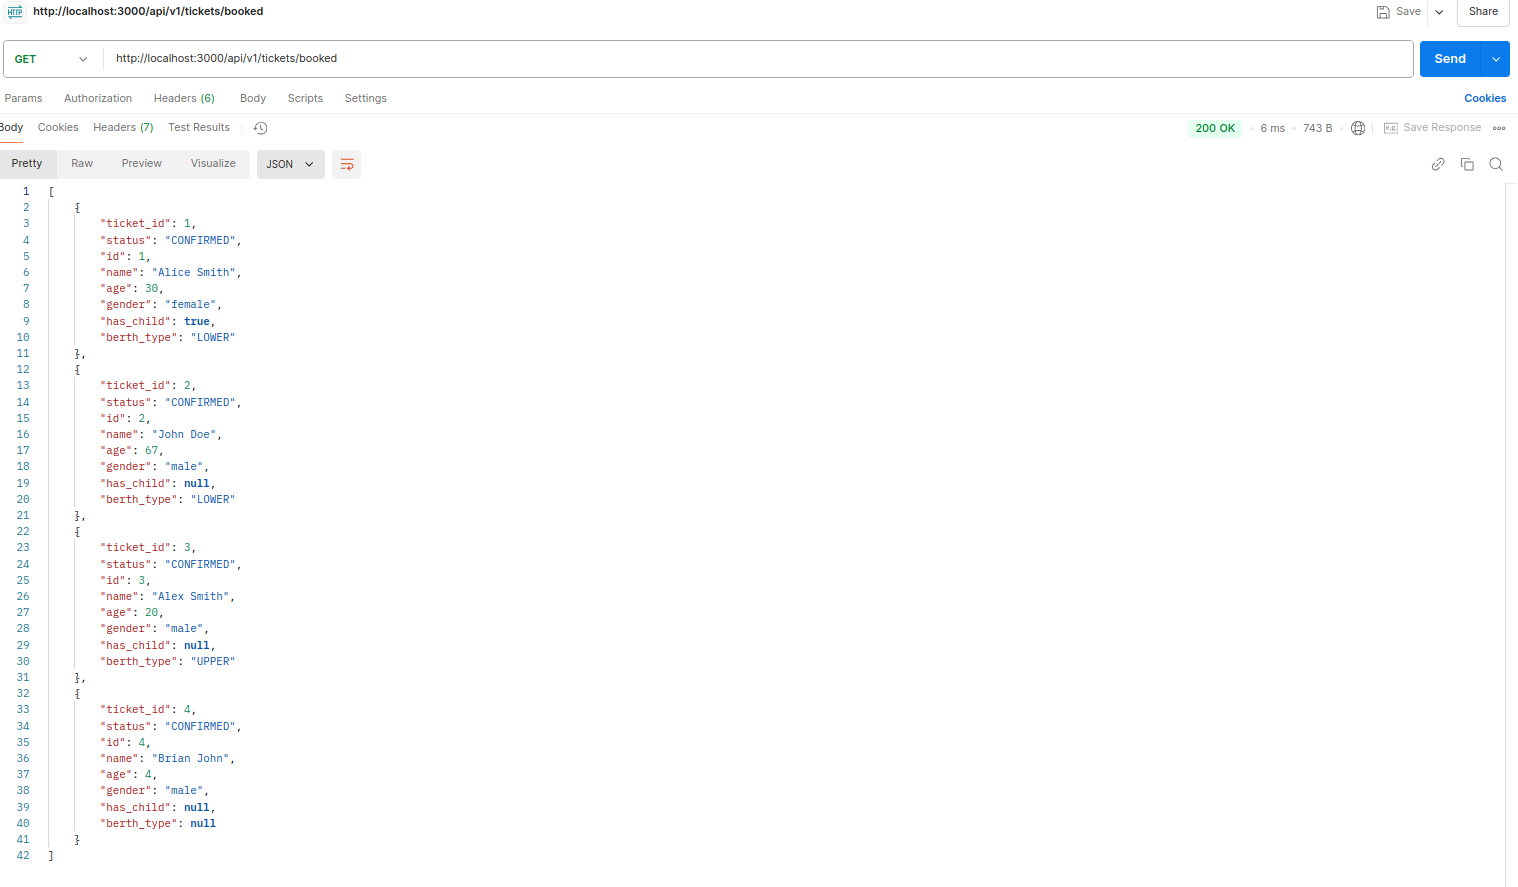 HTTP http://localhost:3000/api/v1/tickets/booked Save Share
GET http://localhost:3000/api/v1/tickets/booked Send
Params Authorization Headers (6) Body Scripts Settings Cookies
Body Cookies Headers (7) Test Results 200 OK • 6 ms • 743 B • e.g. Save Response
Pretty Raw Preview Visualize JSON
1 [
2 {
3 "ticket_id": 1,
4 "status": "CONFIRMED",
5 "id": 1,
6 "name": "Alice Smith",
7 "age": 30,
8 "gender": "female",
9 "has_child": true,
10 "berth_type": "LOWER"
11 },
12 {
13 "ticket_id": 2,
14 "status": "CONFIRMED",
15 "id": 2,
16 "name": "John Doe",
17 "age": 67,
18 "gender": "male",
19 "has_child": null,
20 "berth_type": "LOWER"
21 },
22 {
23 "ticket_id": 3,
24 "status": "CONFIRMED",
25 "id": 3,
26 "name": "Alex Smith",
27 "age": 20,
28 "gender": "male",
29 "has_child": null,
30 "berth_type": "UPPER"
31 },
32 {
33 "ticket_id": 4,
34 "status": "CONFIRMED",
35 "id": 4,
36 "name": "Brian John",
37 "age": 4,
38 "gender": "male",
39 "has_child": null,
40 "berth_type": null
41 }
42 ]